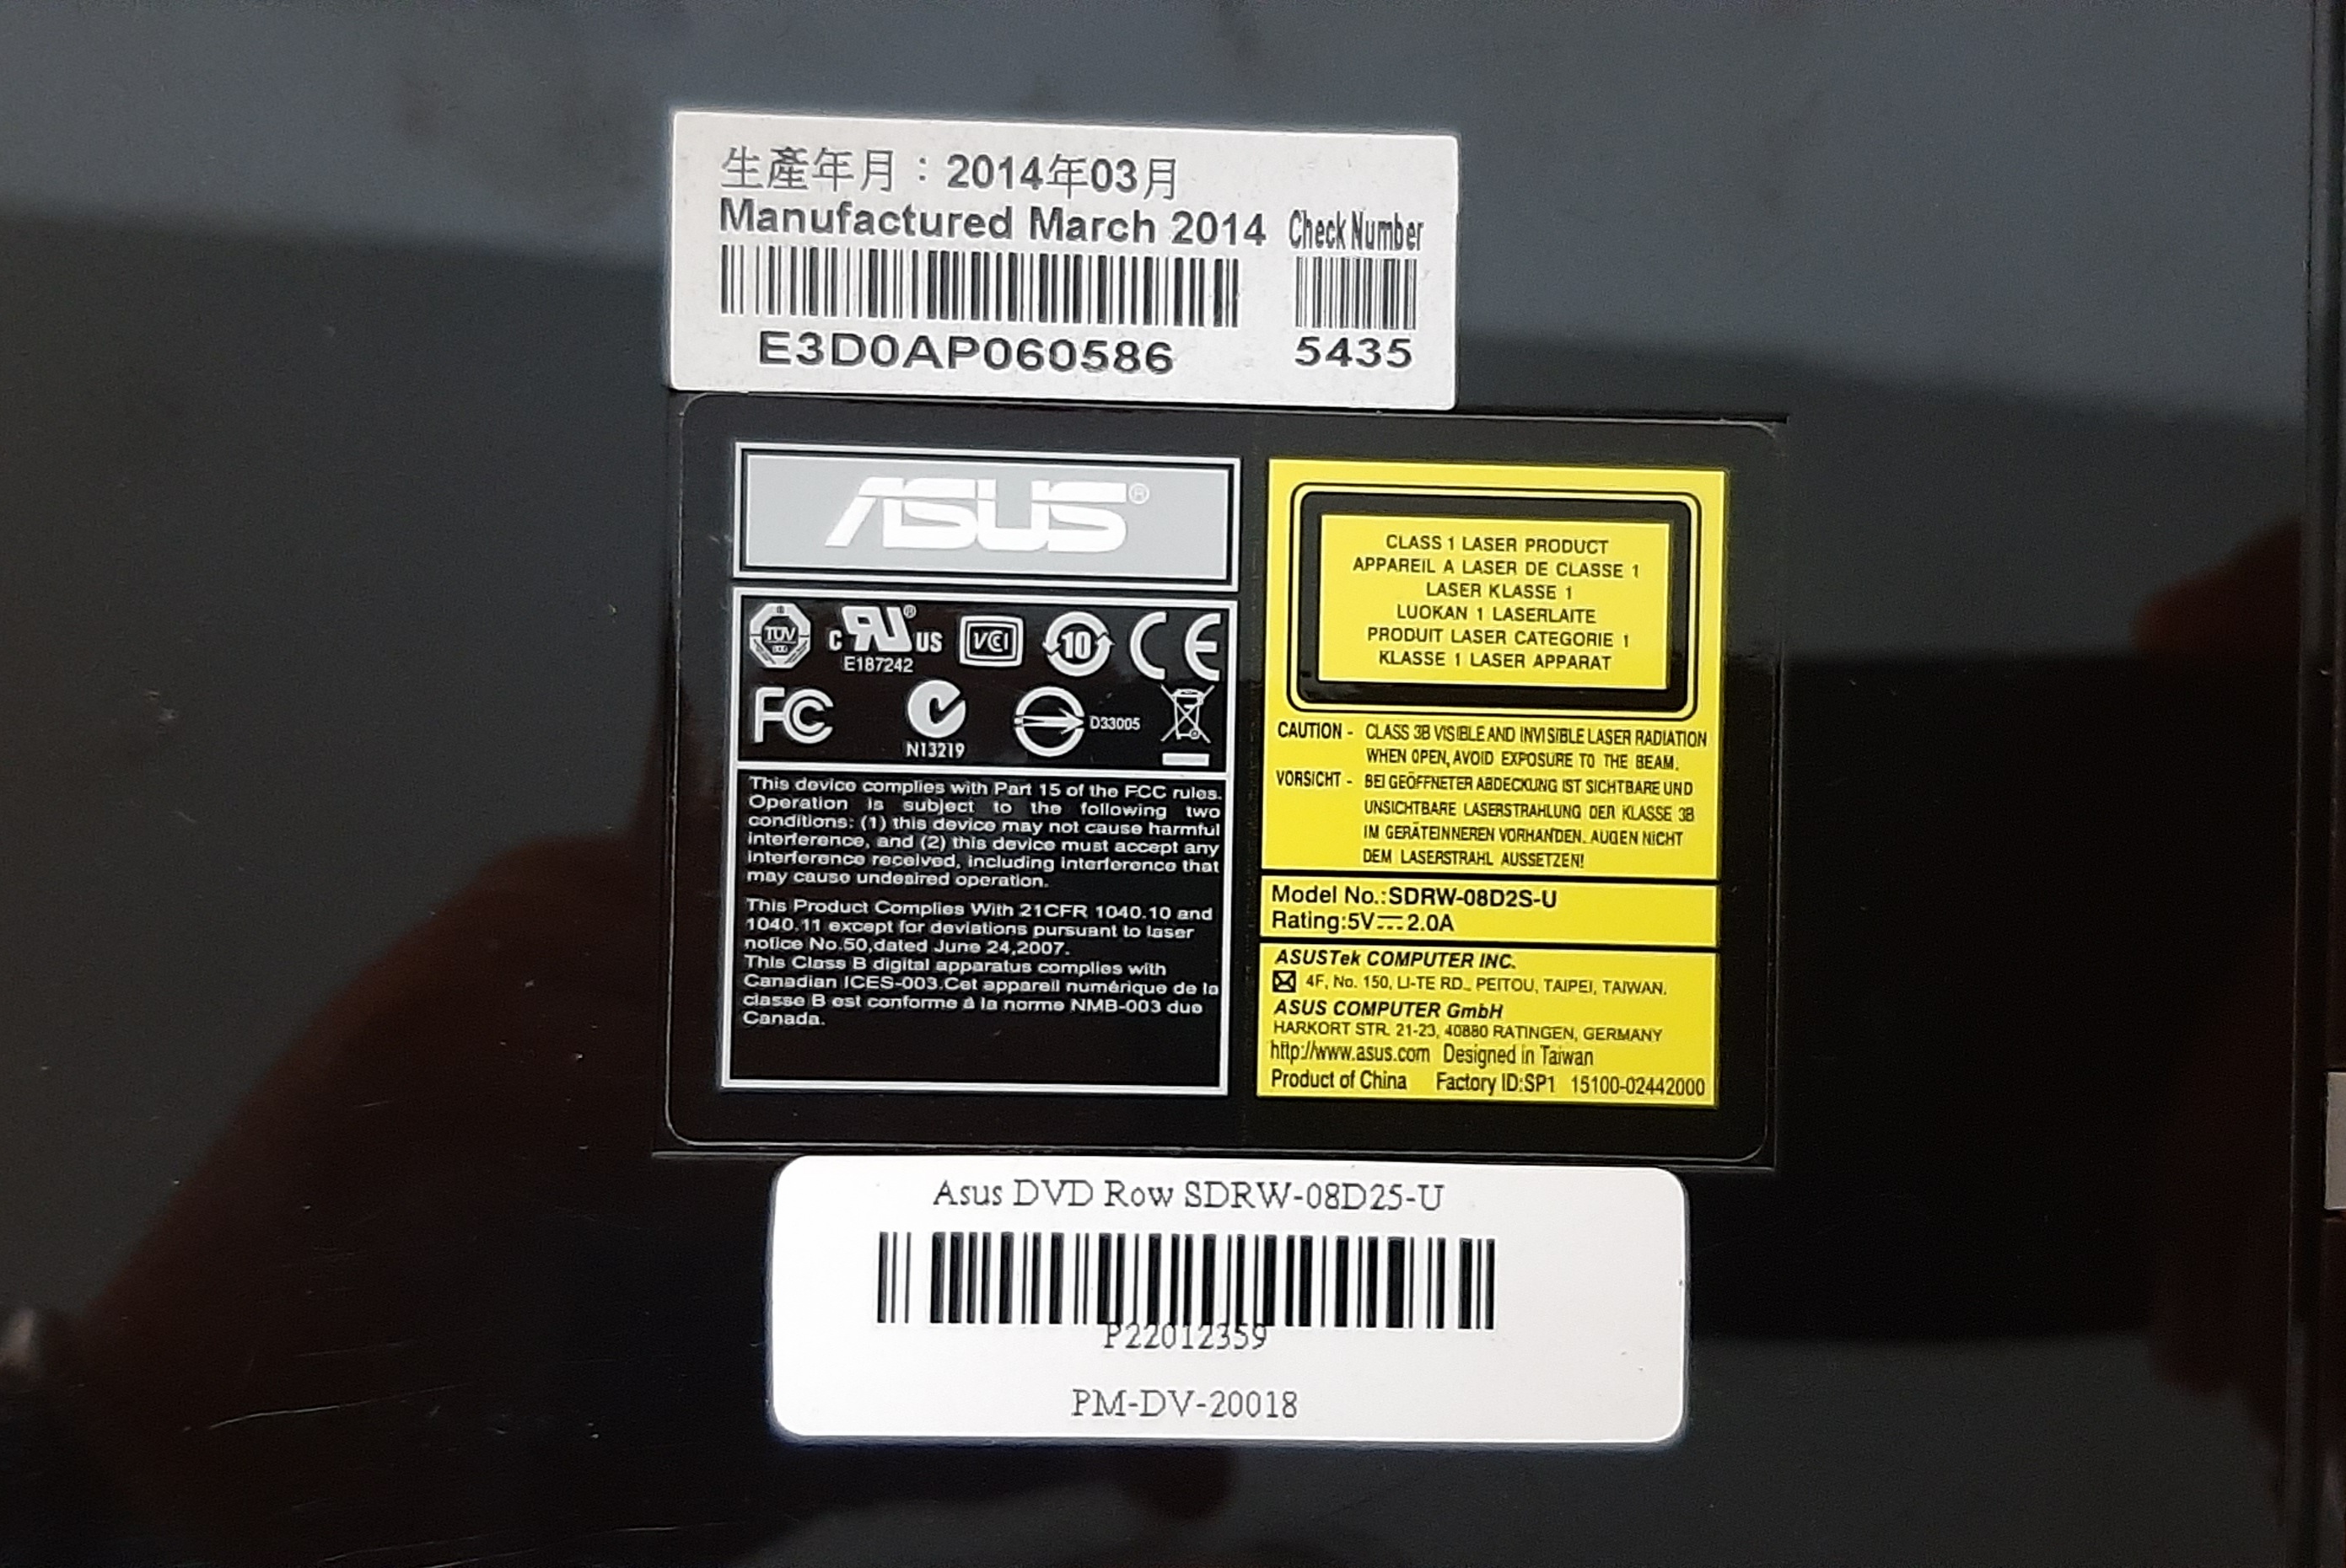 生產年月：2014年03月
Manufactured March 2014
Check Number
E3D0AP060586
5435
ASUS®
TÜV
C RU® US
E187242
VCI
10
CE
FC
N13219
D33005
This device complies with Part 15 of the FCC rules.
Operation is subject to the following two
conditions: (1) this device may not cause harmful
interference, and (2) this device must accept any
interference received, including interference that
may cause undesired operation.
This Product Complies With 21CFR 1040.10 and
1040.11 except for deviations pursuant to laser
notice No.50,dated June 24,2007.
This Class B digital apparatus complies with
Canadian ICES-003.Cet appareil numérique de la
classe B est conforme á la norme NMB-003 due
Canada.
CLASS 1 LASER PRODUCT
APPAREIL A LASER DE CLASSE 1
LASER KLASSE 1
LUOKAN 1 LASERLAITE
PRODUIT LASER CATEGORIE 1
KLASSE 1 LASER APPARAT
CAUTION - CLASS 3B VISIBLE AND INVISIBLE LASER RADIATION
WHEN OPEN, AVOID EXPOSURE TO THE BEAM.
VORSICHT - BEI GEÖFFNETER ABDECKUNG IST SICHTBARE UND
UNSICHTBARE LASERSTRAHLUNG DER KLASSE 3B
IM GERÄTEINNEREN VORHANDEN. AUGEN NICHT
DEM LASERSTRAHL AUSSETZEN!
Model No.:SDRW-08D2S-U
Rating:5V⎓2.0A
ASUSTek COMPUTER INC.
4F, No. 150, LI-TE RD., PEITOU, TAIPEI, TAIWAN.
ASUS COMPUTER GmbH
HARKORT STR. 21-23, 40880 RATINGEN, GERMANY
http://www.asus.com Designed in Taiwan
Product of China Factory ID:SP1 15100-02442000
Asus DVD Row SDRW-08D25-U
P22012359
PM-DV-20018